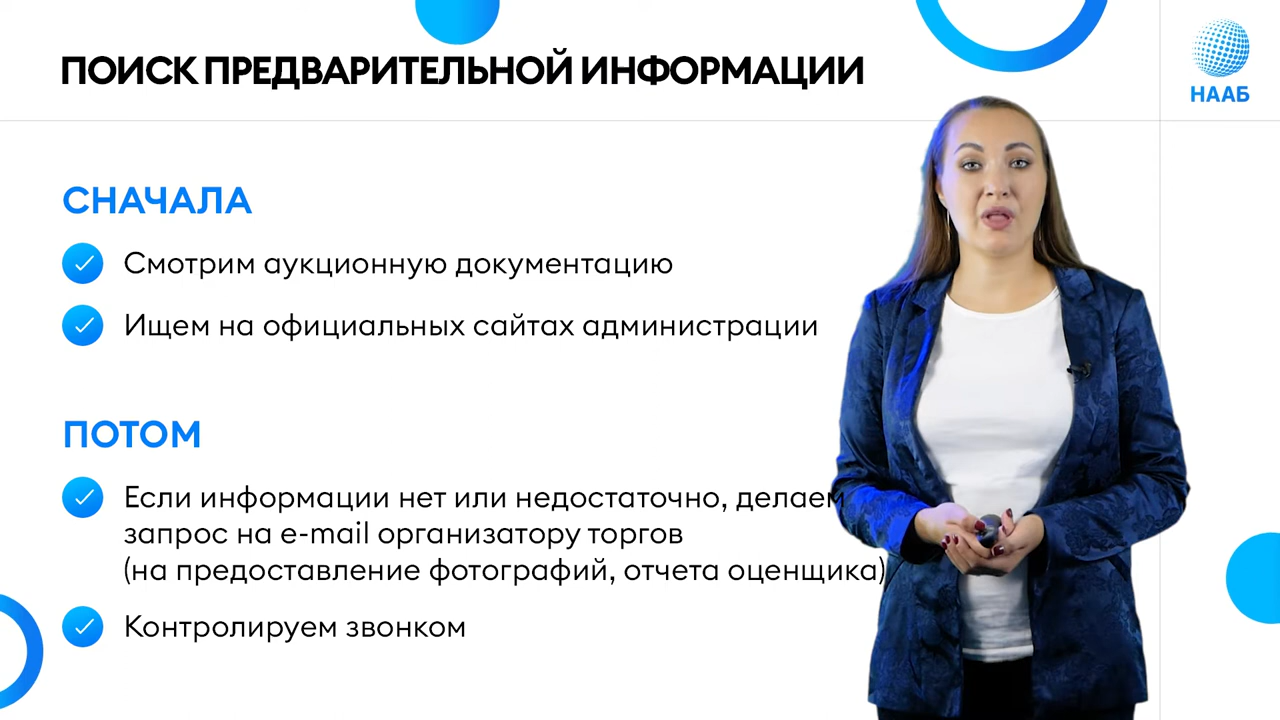 ПОИСК ПРЕДВАРИТЕЛЬНОЙ ИНФОРМАЦИИ
НААБ
СНАЧАЛА
Смотрим аукционную документацию
Ищем на официальных сайтах администрации
ПОТОМ
Если информации нет или недостаточно, делаем
запрос на e-mail организатору торгов
(на предоставление фотографий, отчета оценщика)
Контролируем звонком